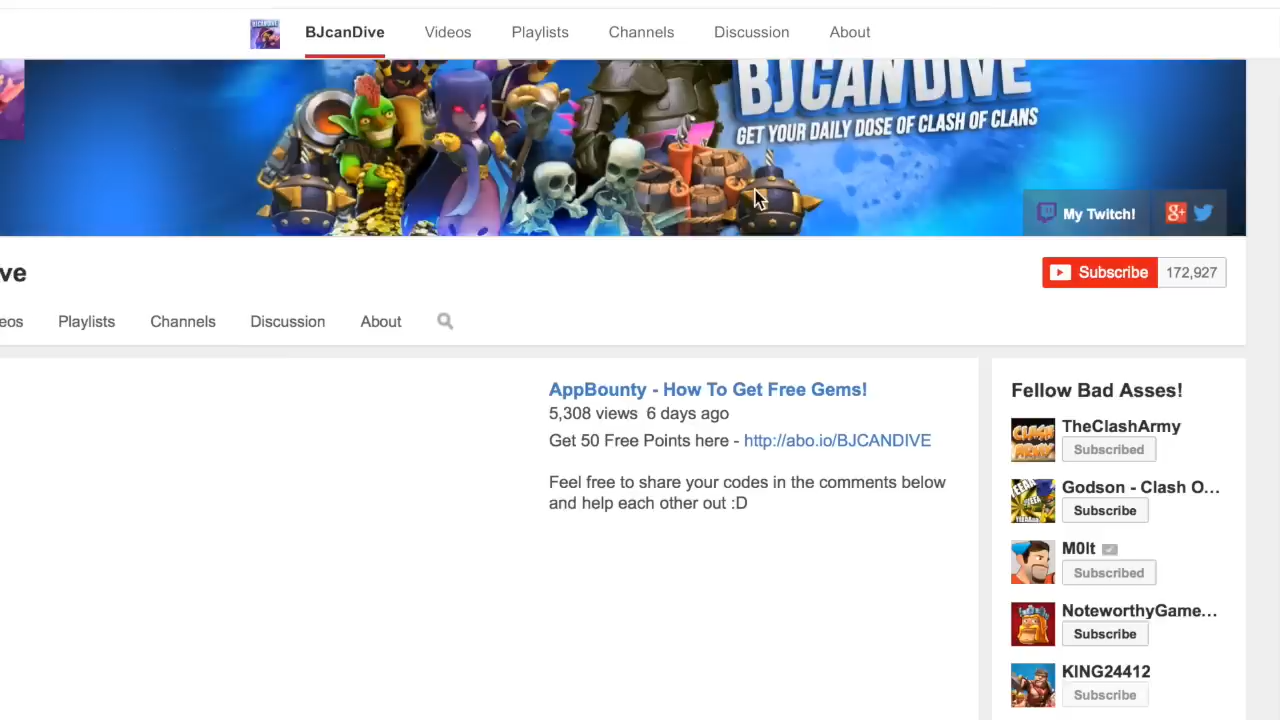 BJcanDive Videos Playlists Channels Discussion About
BJCANDIVE
GET YOUR DAILY DOSE OF CLASH OF CLANS
My Twitch!
ve
Subscribe 172,927
eos Playlists Channels Discussion About
AppBounty - How To Get Free Gems!
5,308 views 6 days ago
Get 50 Free Points here - http://abo.io/BJCANDIVE
Feel free to share your codes in the comments below
and help each other out :D
Fellow Bad Asses!
TheClashArmy
Subscribed
Godson - Clash O...
Subscribe
M0lt
Subscribed
NoteworthyGame...
Subscribe
KING24412
Subscribe